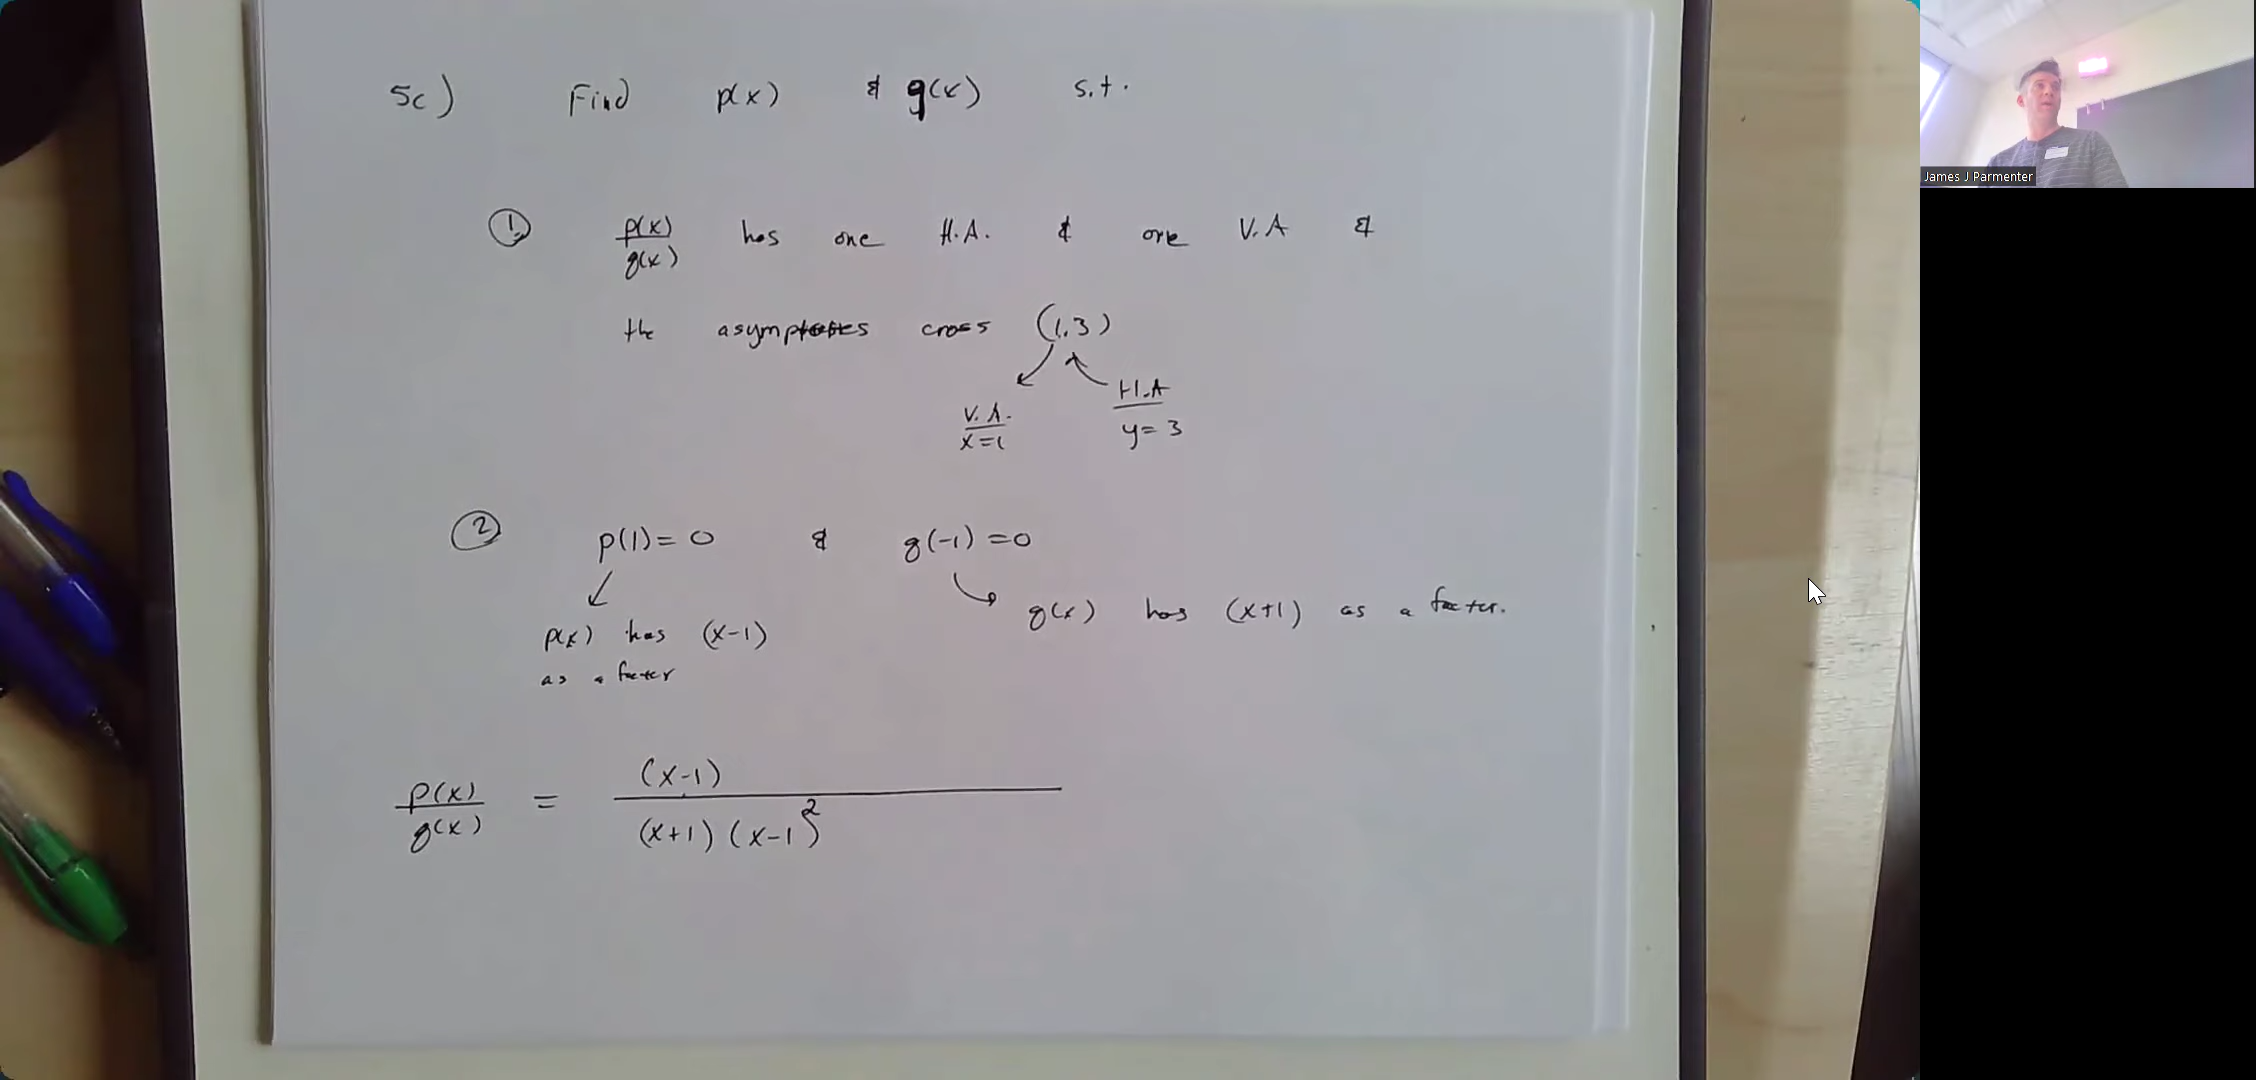 5c) Find p(x) & g(x) s.t.
① p(x)/g(x) has one H.A. & one V.A &
the asymptotes cross (1,3)
V.A. x=1
H.A y=3
② p(1)=0 & g(-1)=0
p(x) has (x-1) as a factor
g(x) has (x+1) as a factor.
p(x)/g(x) = (x-1)/(x+1)(x-1)²
James J Parmenter